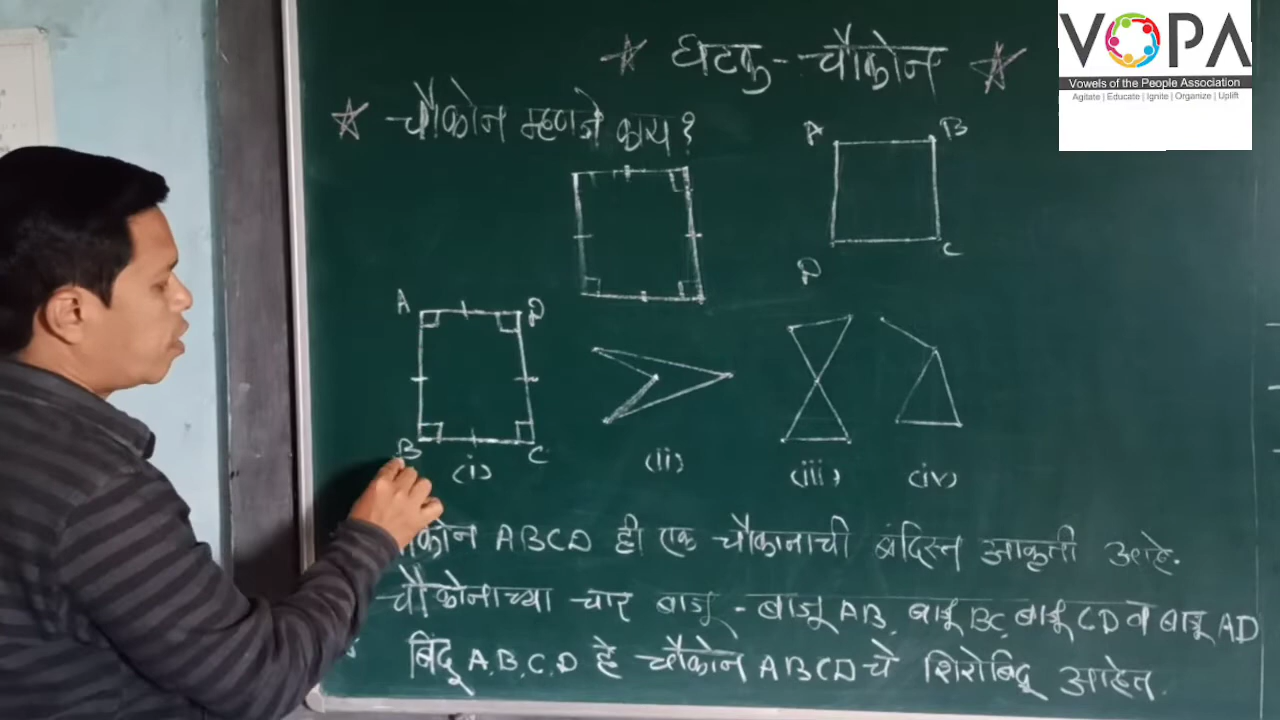 घटक - चौकोन
VOPA
Vowels of the People Association
Agitate | Educate | Ignite | Organize | Uplift
चौकोन म्हणजे काय?
A B
D C
A D
B C
(i) (ii) (iii) (iv)
ABCD ही एक चौकोनाची बंदिस्त आकृती आहे.
चौकोनाच्या चार बाजू - बाजू AB, बाजू BC, बाजू CD व बाजू AD
बिंदू A, B, C, D हे चौकोन ABCD चे शिरोबिंदू आहेत.